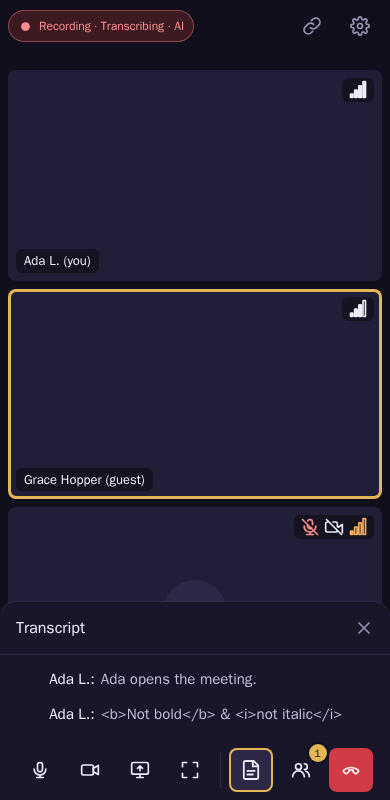 Recording · Transcribing · AI
Ada L. (you)
Grace Hopper (guest)
Transcript
Ada L.: Ada opens the meeting.
Ada L.: <b>Not bold</b> & <i>not italic</i>
1